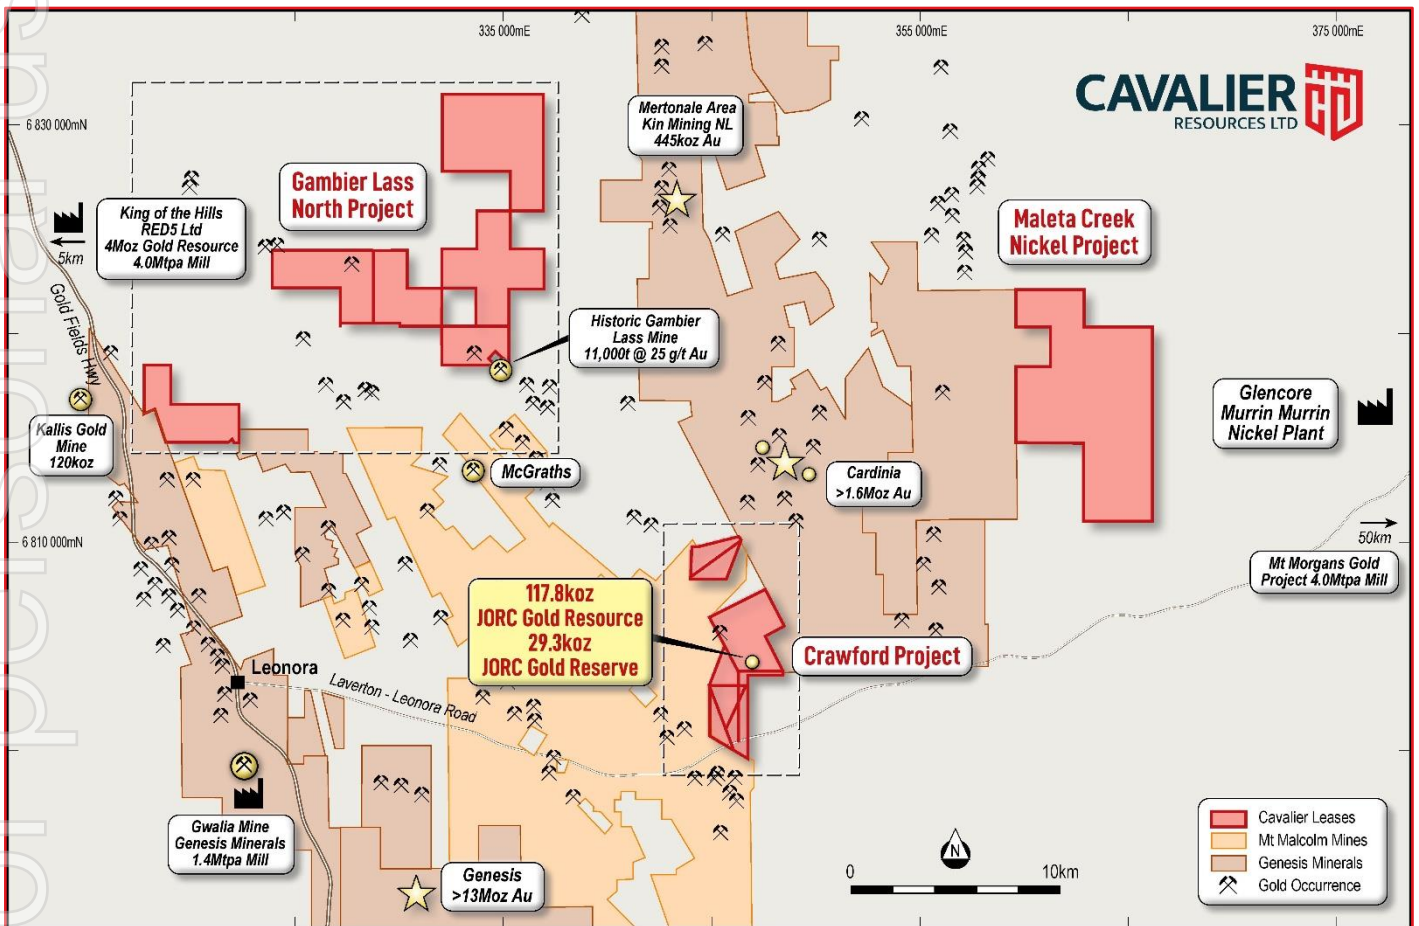 335 000mE
355 000mE
375 000mE
CAVALIER
RESOURCES LTD
6 830 000mN
Mertonale Area
Kin Mining NL
445koz Au
Gambier Lass
North Project
King of the Hills
RED5 Ltd
4Moz Gold Resource
4.0Mtpa Mill
5km
Maleta Creek
Nickel Project
Gold Fields Hwy
Historic Gambier
Lass Mine
11,000t @ 25 g/t Au
Glencore
Murrin Murrin
Nickel Plant
Kallis Gold
Mine
120koz
McGraths
Cardinia
>1.6Moz Au
6 810 000mN
50km
Mt Morgans Gold
Project 4.0Mtpa Mill
117.8koz
JORC Gold Resource
29.3koz
JORC Gold Reserve
Crawford Project
Leonora
Laverton - Leonora Road
Gwalia Mine
Genesis Minerals
1.4Mtpa Mill
Genesis
>13Moz Au
N
0
10km
Cavalier Leases
Mt Malcolm Mines
Genesis Minerals
Gold Occurrence
or personal us